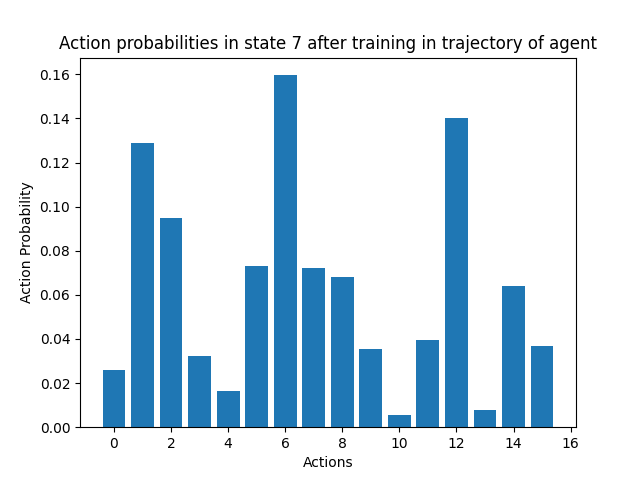 Action probabilities in state 7 after training in trajectory of agent
0.16
0.14
0.12
0.10
0.08
0.06
0.04
0.02
0.00
Action Probability
0 2 4 6 8 10 12 14 16
Actions